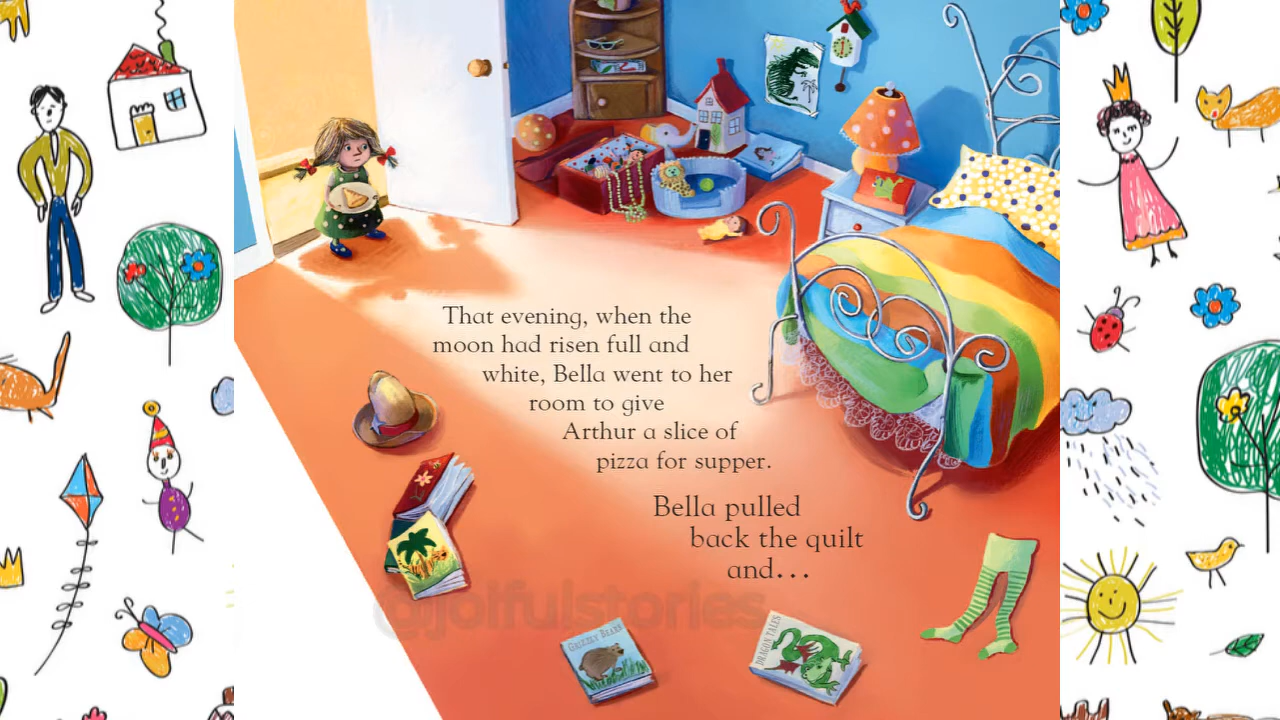 That evening, when the
moon had risen full and
white, Bella went to her
room to give
Arthur a slice of
pizza for supper.
Bella pulled
back the quilt
and...
@jolfulstories
GRIZZLY BEARS
DRAGON TALES